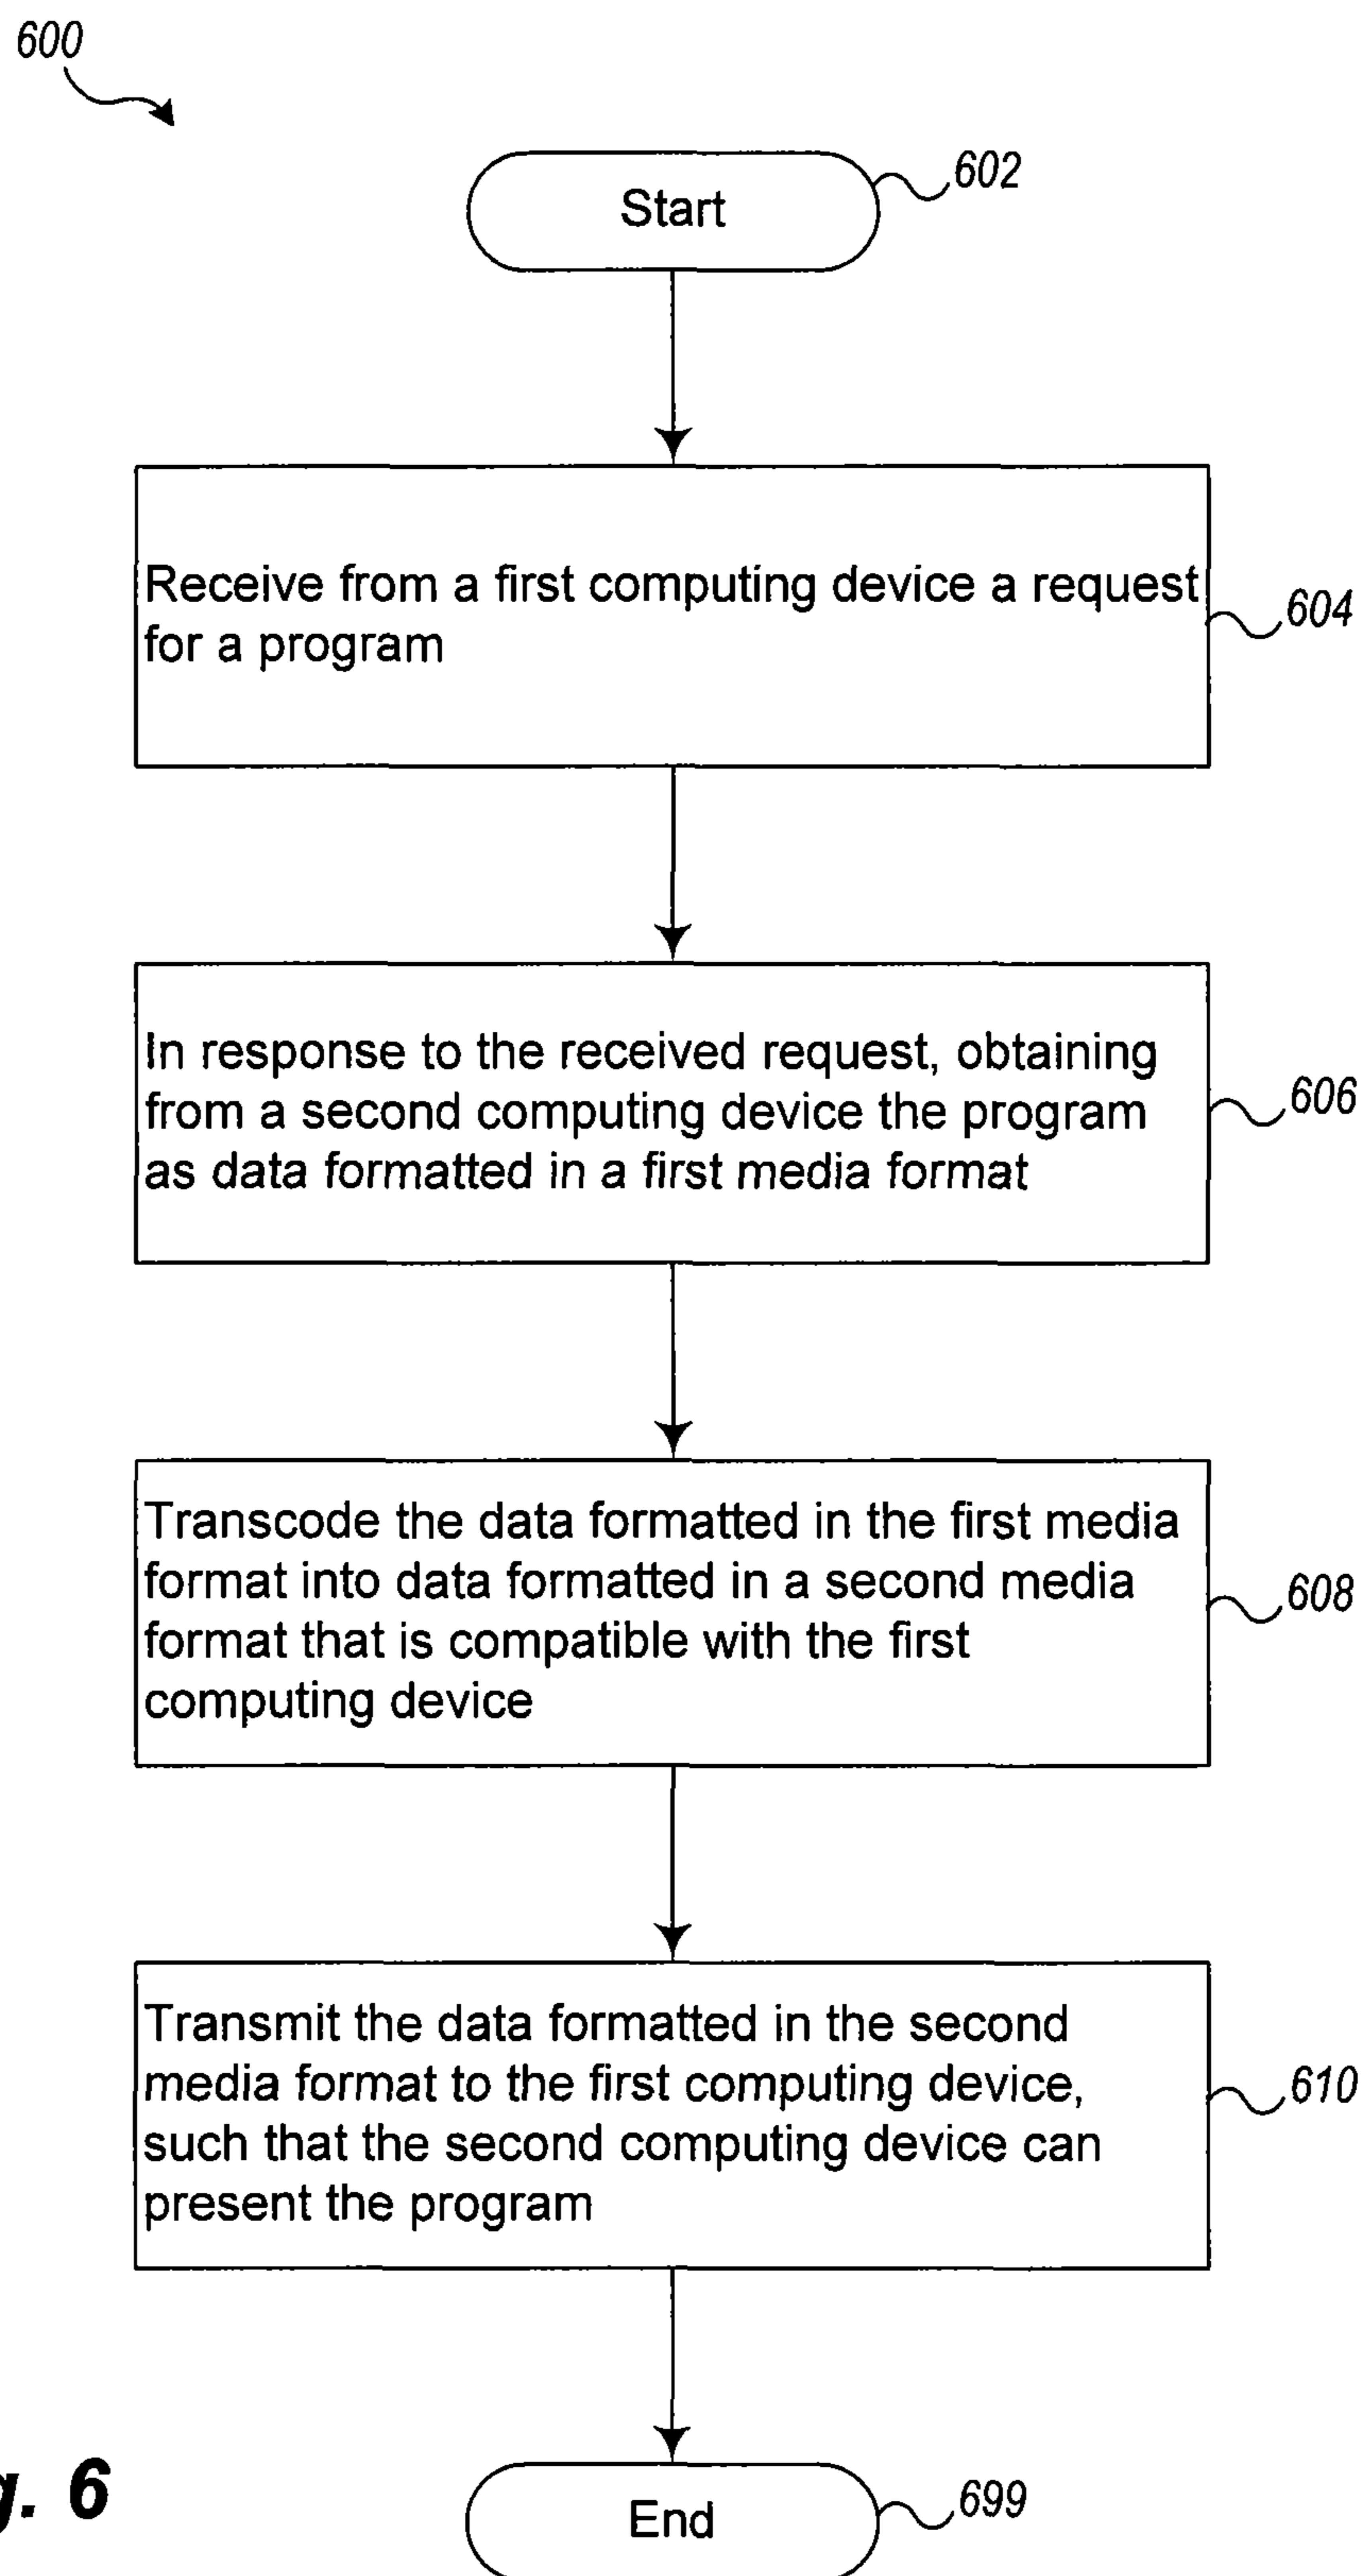 600
Start
602
Receive from a first computing device a request
for a program
604
In response to the received request, obtaining
from a second computing device the program
as data formatted in a first media format
606
Transcode the data formatted in the first media
format into data formatted in a second media
format that is compatible with the first
computing device
608
Transmit the data formatted in the second
media format to the first computing device,
such that the second computing device can
present the program
610
g. 6
End
699